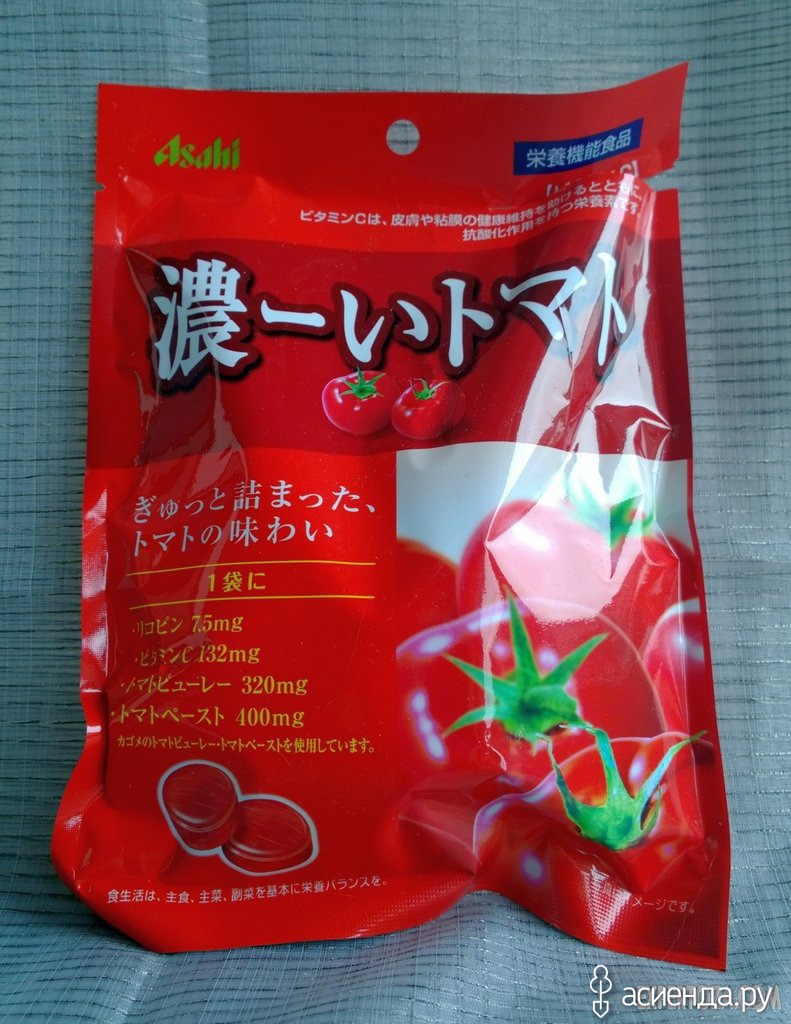 Asahi
栄養機能食品
ビタミンCは、皮膚や粘膜の健康維持を助けるとともに、
抗酸化作用を持つ栄養素です
濃ーいトマト
ぎゅっと詰まった、
トマトの味わい
1袋に
・リコピン 7.5mg
・ビタミンC 132mg
・トマトピューレー 320mg
・トマトペースト 400mg
カゴメのトマトピューレー・トマトペーストを使用しています。
食生活は、主食、主菜、副菜を基本に栄養バランスを。
メージです。
асиенда.ру